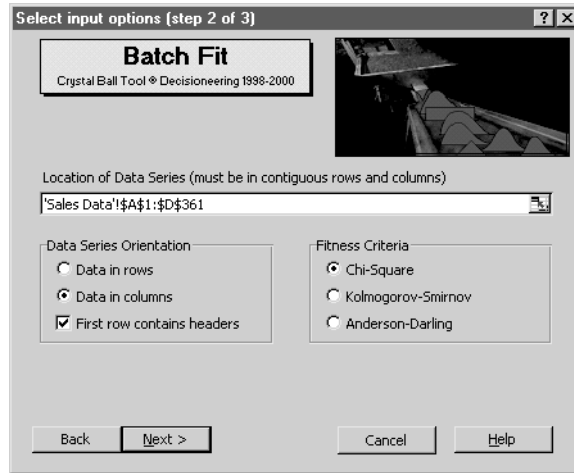 Select input options (step 2 of 3)
Batch Fit
Crystal Ball Tool ® Decisioneering 1998-2000
Location of Data Series (must be in contiguous rows and columns)
'Sales Data'!$A$1:$D$361
Data Series Orientation
Data in rows
Data in columns
First row contains headers
Fitness Criteria
Chi-Square
Kolmogorov-Smirnov
Anderson-Darling
Back
Next >
Cancel
Help